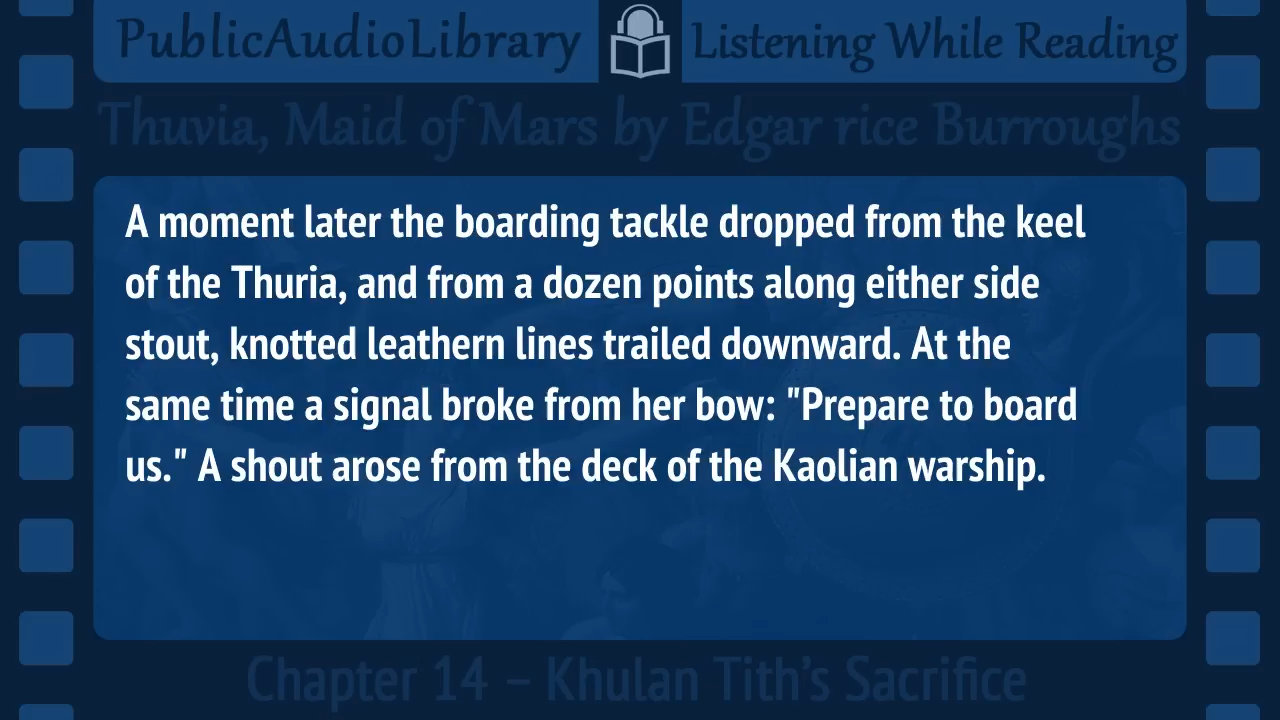 PublicAudioLibrary Listening While Reading
Thuvia, Maid of Mars by Edgar rice Burroughs
A moment later the boarding tackle dropped from the keel
of the Thuria, and from a dozen points along either side
stout, knotted leathern lines trailed downward. At the
same time a signal broke from her bow: "Prepare to board
us." A shout arose from the deck of the Kaolian warship.
Chapter 14 – Khulan Tith’s Sacrifice